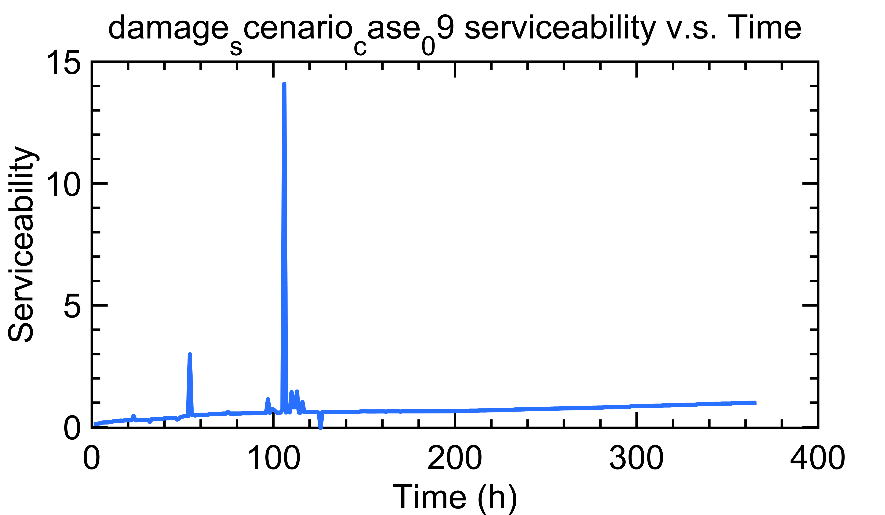 damage_scenario_case_09 serviceability v.s. Time
15
10
5
0
Serviceability
0 100 200 300 400
Time (h)